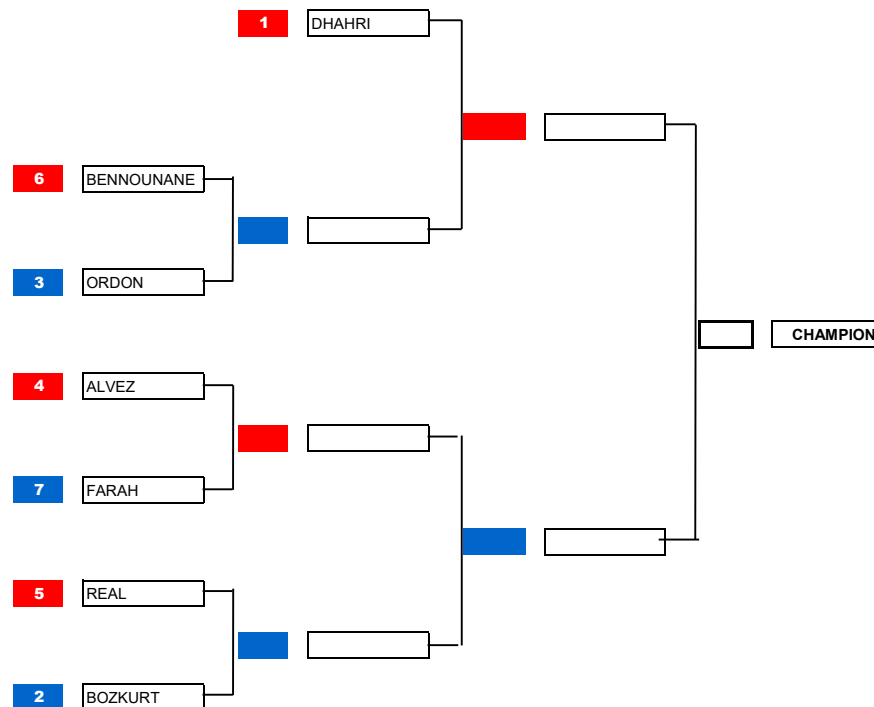 1 DHAHRI
6 BENNOUNANE
3 ORDON
CHAMPION
4 ALVEZ
7 FARAH
5 REAL
2 BOZKURT